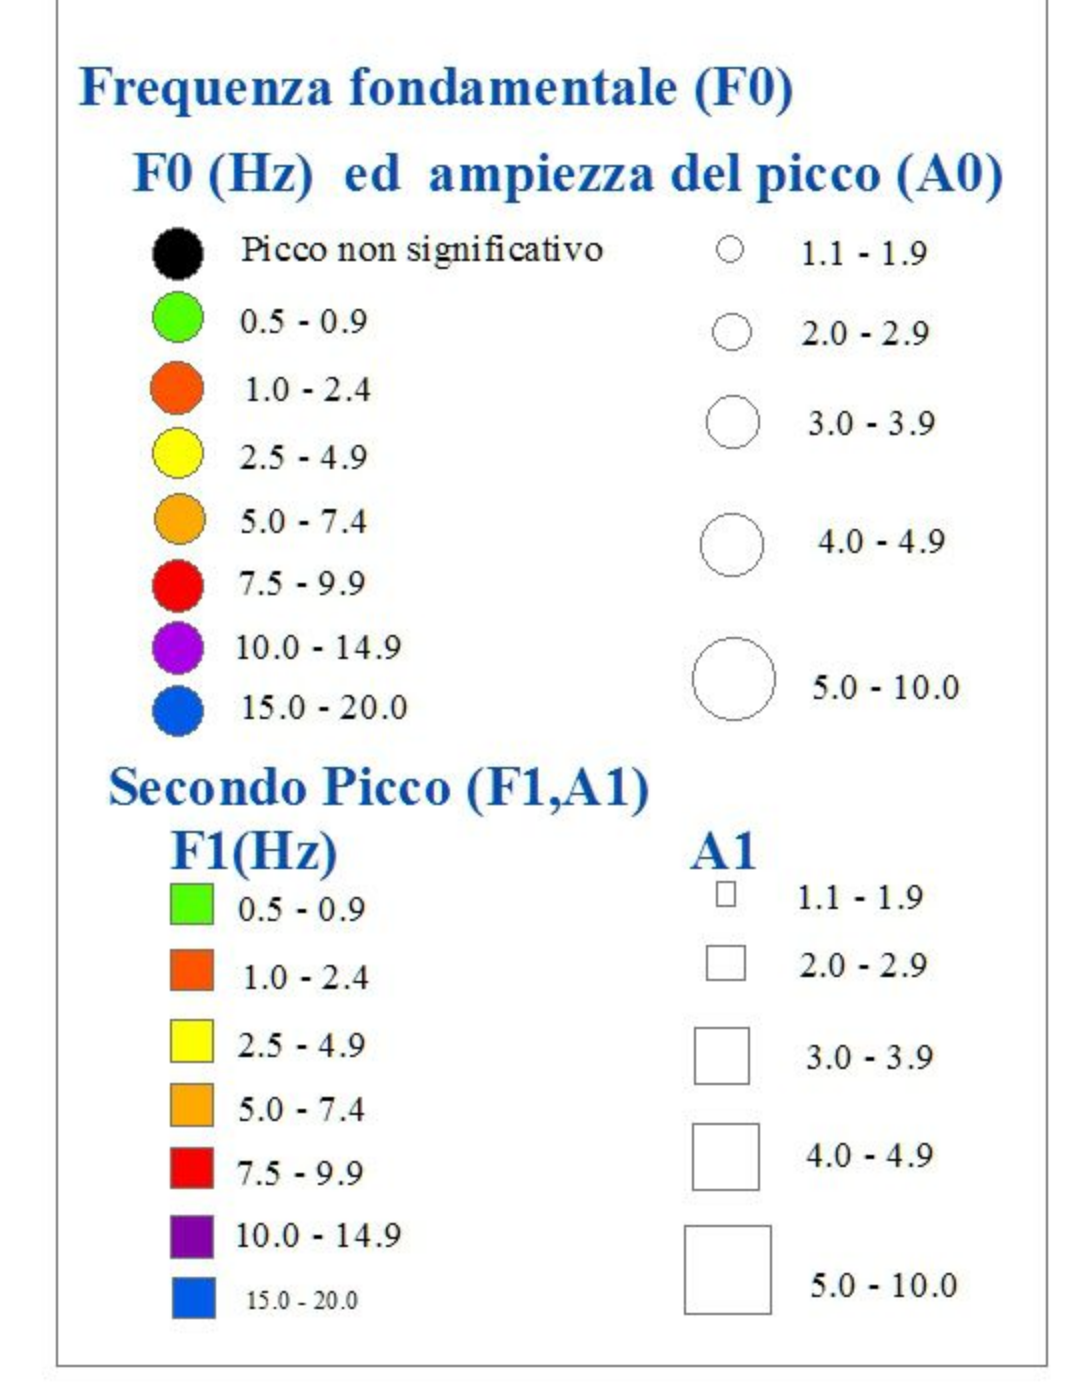 Frequenza fondamentale (F0)
F0 (Hz) ed ampiezza del picco (A0)
Picco non significativo
0.5 - 0.9
1.0 - 2.4
2.5 - 4.9
5.0 - 7.4
7.5 - 9.9
10.0 - 14.9
15.0 - 20.0
1.1 - 1.9
2.0 - 2.9
3.0 - 3.9
4.0 - 4.9
5.0 - 10.0
Secondo Picco (F1,A1)
F1(Hz)
0.5 - 0.9
1.0 - 2.4
2.5 - 4.9
5.0 - 7.4
7.5 - 9.9
10.0 - 14.9
15.0 - 20.0
A1
1.1 - 1.9
2.0 - 2.9
3.0 - 3.9
4.0 - 4.9
5.0 - 10.0